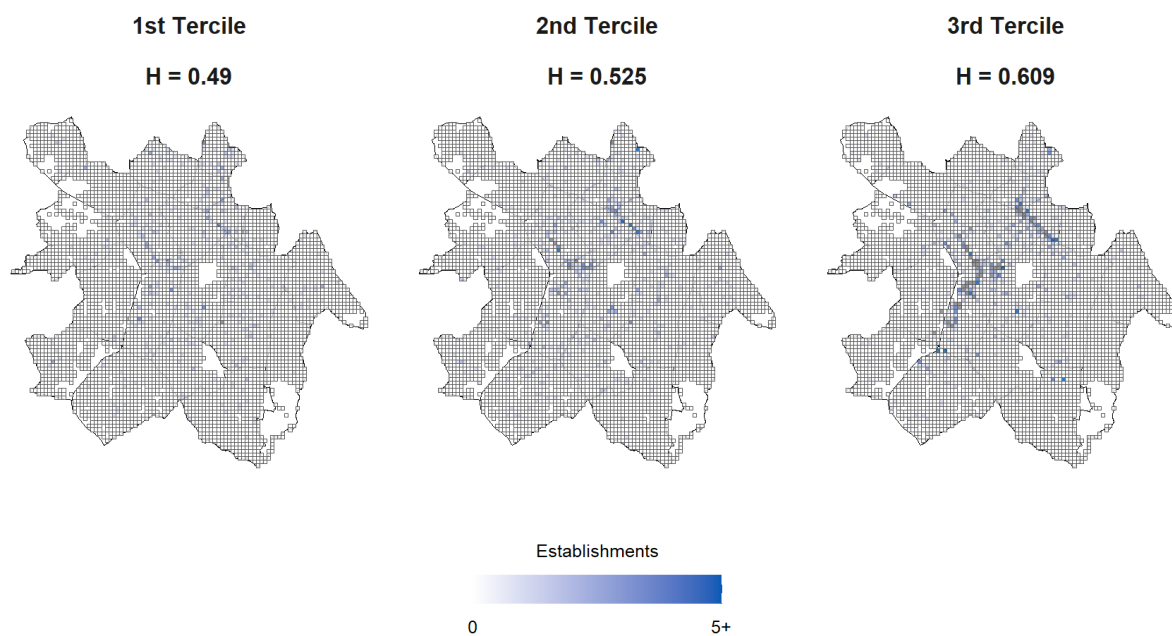 1st Tercile
H = 0.49
2nd Tercile
H = 0.525
3rd Tercile
H = 0.609
Establishments
0
5+